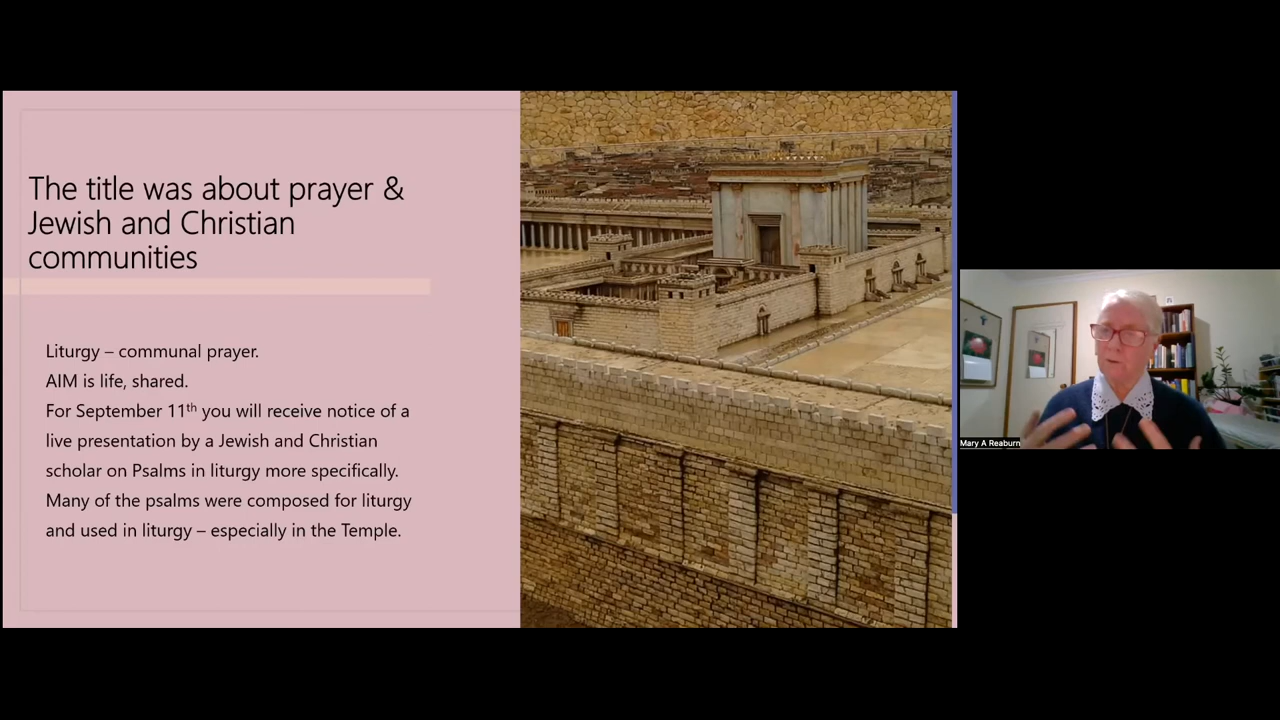 The title was about prayer &
Jewish and Christian
communities
Liturgy – communal prayer.
AIM is life, shared.
For September 11th you will receive notice of a
live presentation by a Jewish and Christian
scholar on Psalms in liturgy more specifically.
Many of the psalms were composed for liturgy
and used in liturgy – especially in the Temple.
Mary A Reaburn